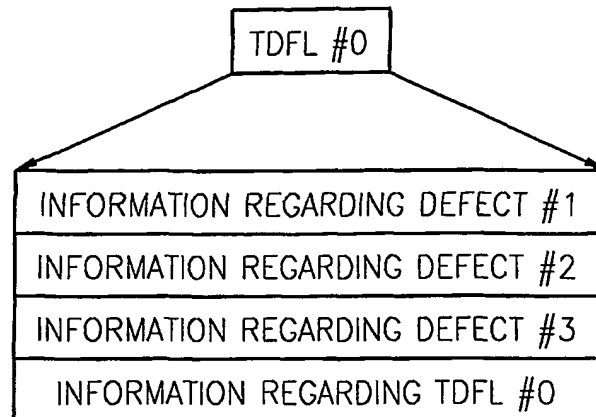 TDFL #0
INFORMATION REGARDING DEFECT #1
INFORMATION REGARDING DEFECT #2
INFORMATION REGARDING DEFECT #3
INFORMATION REGARDING TDFL #0